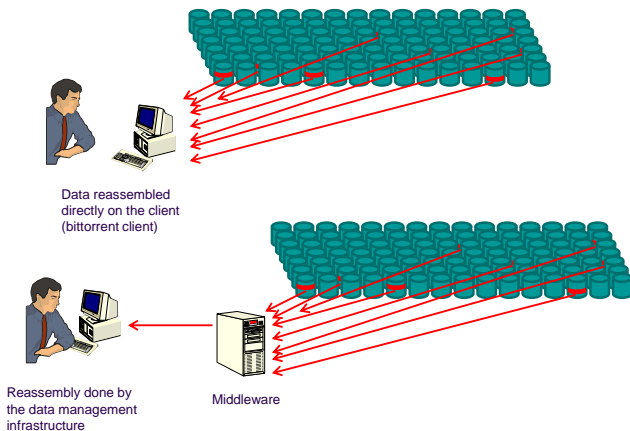 Data reassembled
directly on the client
(bittorrent client)
Reassembly done by
the data management
infrastructure
Middleware